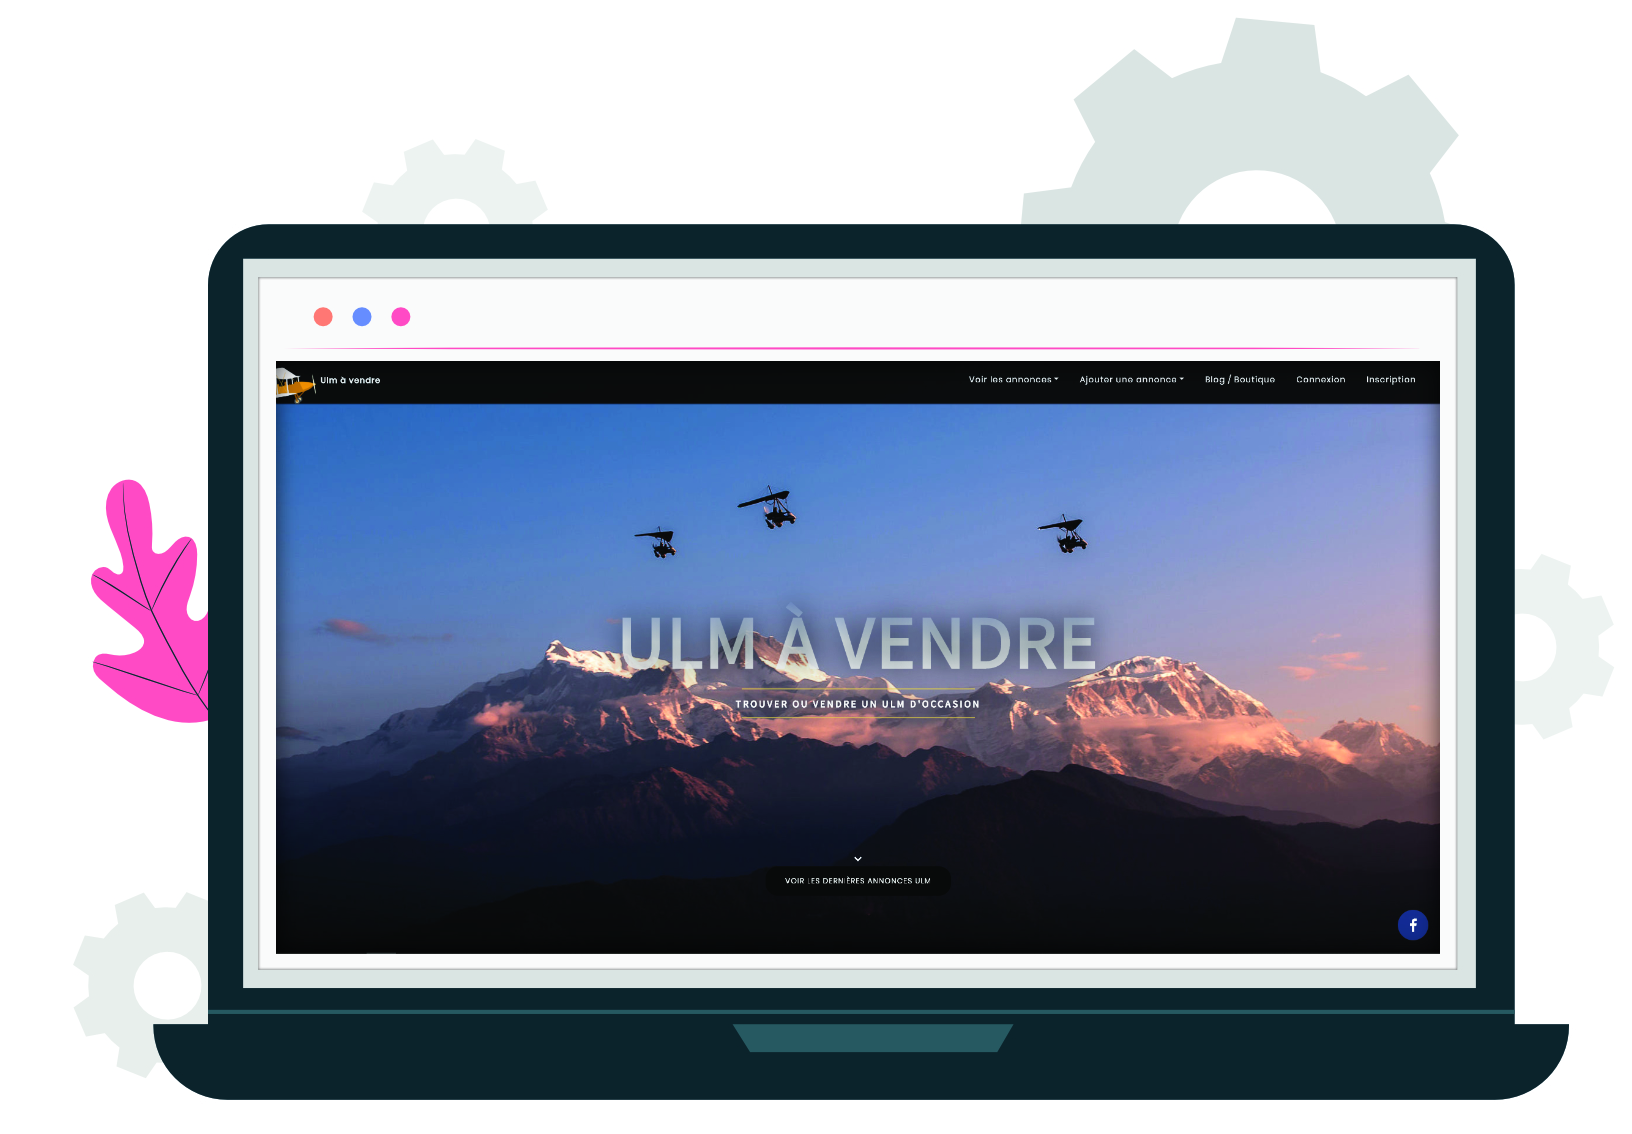 Ulm à vendre
Voir les annonces
Ajouter une annonce
Blog / Boutique
Connexion
Inscription
ULM À VENDRE
TROUVER OU VENDRE UN ULM D'OCCASION
VOIR LES DERNIÈRES ANNONCES ULM